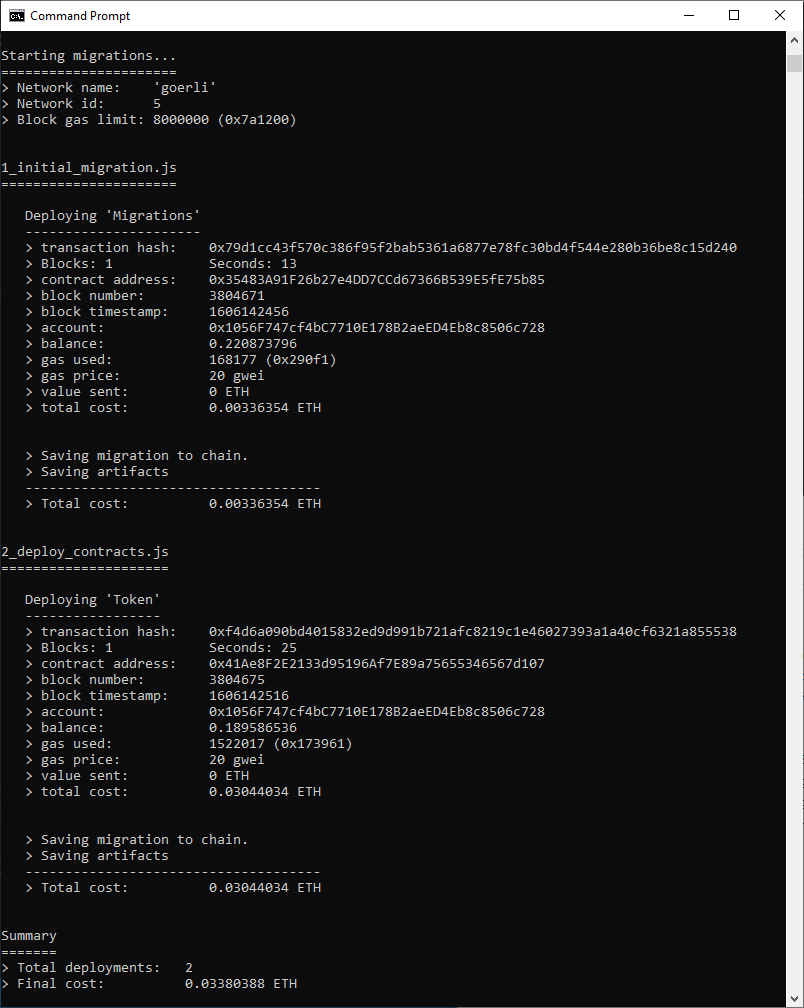 Command Prompt
Starting migrations...
======================
> Network name:    'goerli'
> Network id:      5
> Block gas limit: 8000000 (0x7a1200)
1_initial_migration.js
======================
Deploying 'Migrations'
----------------------
> transaction hash:    0x79d1cc43f570c386f95f2bab5361a6877e78fc30bd4f544e280b36be8c15d240
> Blocks: 1            Seconds: 13
> contract address:    0x35483A91F26b27e4DD7CCd67366B539E5fE75b85
> block number:        3804671
> block timestamp:     1606142456
> account:             0x1056F747cf4bC7710E178B2aeED4Eb8c8506c728
> balance:             0.220873796
> gas used:            168177 (0x290f1)
> gas price:           20 gwei
> value sent:          0 ETH
> total cost:          0.00336354 ETH
> Saving migration to chain.
> Saving artifacts
-------------------------------------
> Total cost:          0.00336354 ETH
2_deploy_contracts.js
=====================
Deploying 'Token'
-----------------
> transaction hash:    0xf4d6a090bd4015832ed9d991b721afc8219c1e46027393a1a40cf6321a855538
> Blocks: 1            Seconds: 25
> contract address:    0x41Ae8F2E2133d95196Af7E89a75655346567d107
> block number:        3804675
> block timestamp:     1606142516
> account:             0x1056F747cf4bC7710E178B2aeED4Eb8c8506c728
> balance:             0.189586536
> gas used:            1522017 (0x173961)
> gas price:           20 gwei
> value sent:          0 ETH
> total cost:          0.03044034 ETH
> Saving migration to chain.
> Saving artifacts
-------------------------------------
> Total cost:          0.03044034 ETH
Summary
=======
> Total deployments:   2
> Final cost:          0.03380388 ETH